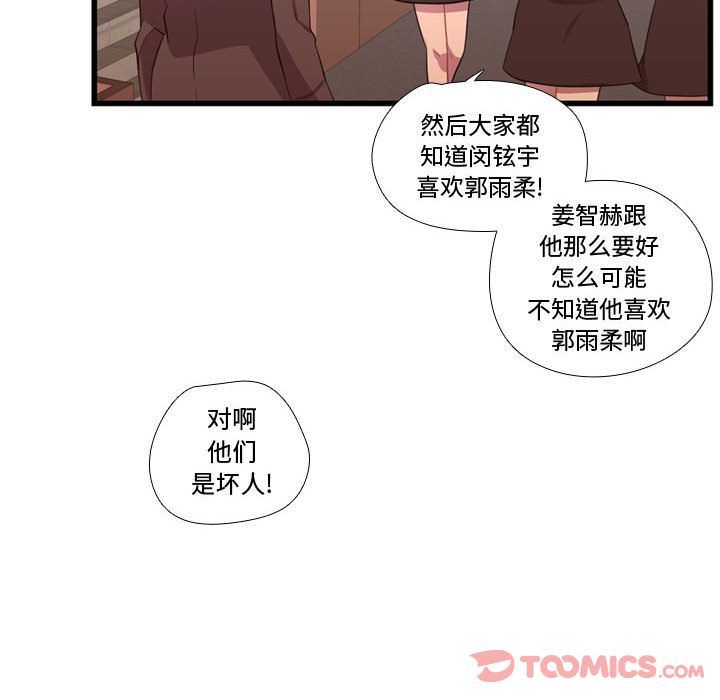 然后大家都
知道闵铉宇
喜欢郭雨柔!
姜智赫跟
他那么要好
怎么可能
不知道他喜欢
郭雨柔啊
对啊
他们
是坏人!
TOOMICS.COM